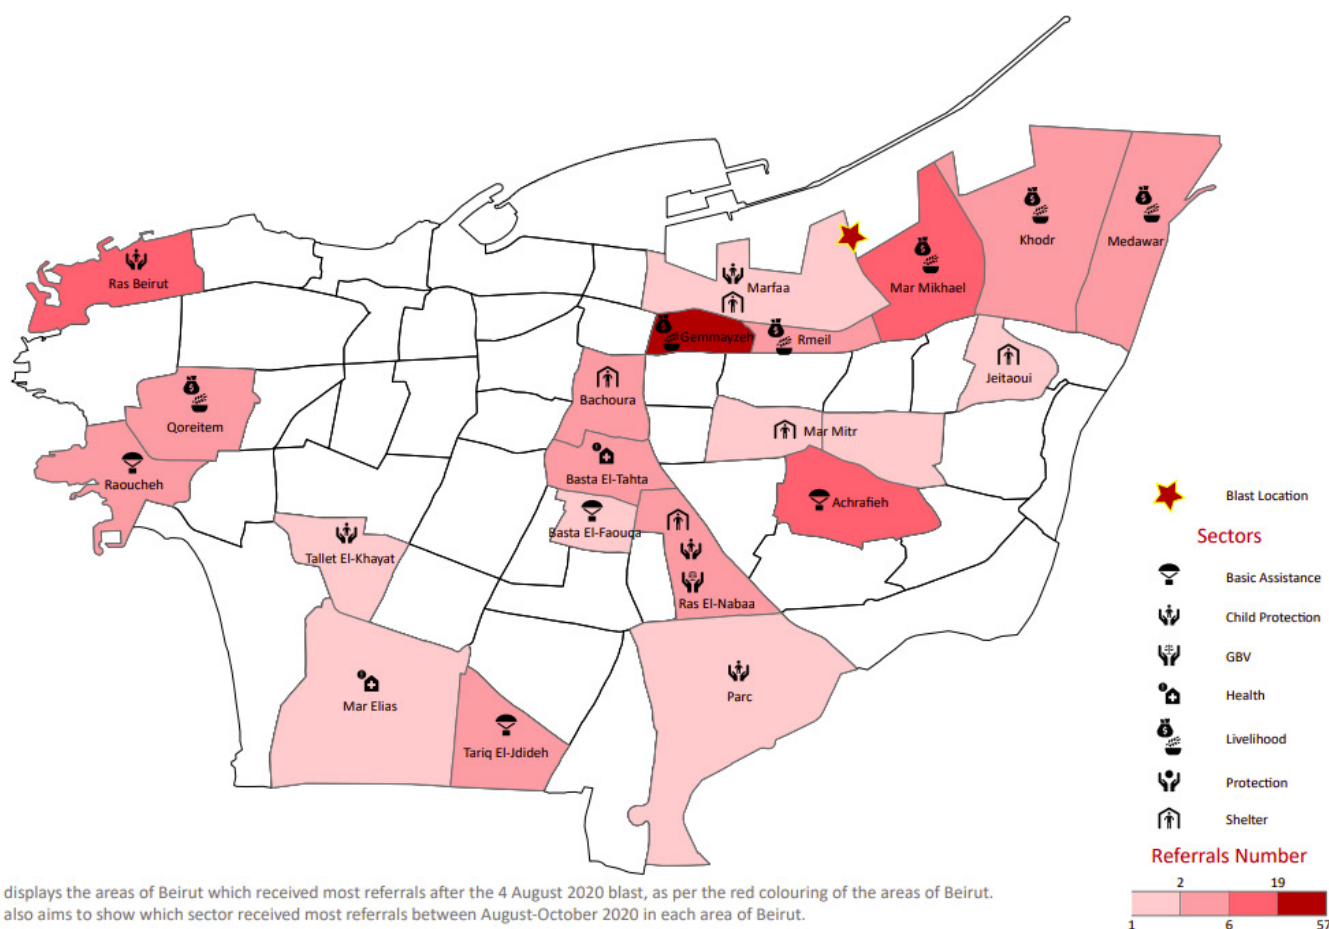 Khodr
Medawar
Ras Beirut
Marfaa
Mar Mikhael
Gemmayzeh
Rmeil
Jeitaoui
Bachoura
Qoreitem
Mar Mitr
Raoucheh
Basta El-Tahta
Achrafieh
Basta El-Faouqa
Tallet El-Khayat
Ras El-Nabaa
Parc
Mar Elias
Tariq El-Jdideh
Blast Location
Sectors
Basic Assistance
Child Protection
GBV
Health
Livelihood
Protection
Shelter
Referrals Number
2 19
1 6 57
displays the areas of Beirut which received most referrals after the 4 August 2020 blast, as per the red colouring of the areas of Beirut.
also aims to show which sector received most referrals between August-October 2020 in each area of Beirut.